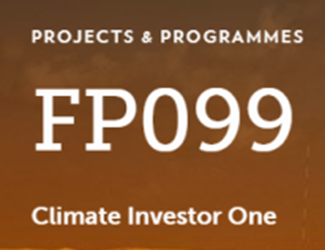 PROJECTS & PROGRAMMES
FP099
Climate Investor One